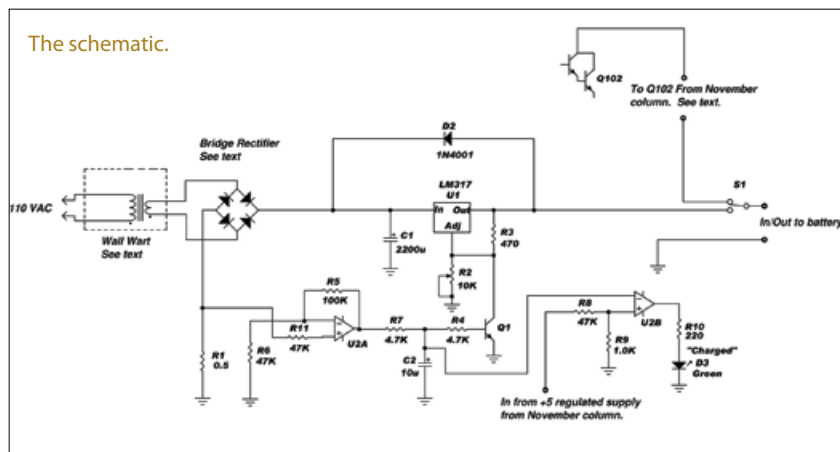 The schematic.
Q102
To Q102 From November
column. See text.
D2
1N4001
Bridge Rectifier
See text
LM317
U1
In
Out
Adj
S1
110 VAC
In/Out to battery
Wall Wart
See text
C1
2200u
R3
470
R2
10K
R5
100K
R11
47K
U2A
R7
4.7K
R4
4.7K
Q1
R8
47K
U2B
R10
220
R1
0.5
R6
47K
C2
10u
R9
1.0K
"Charged"
D3
Green
In from +5 regulated supply
from November column.